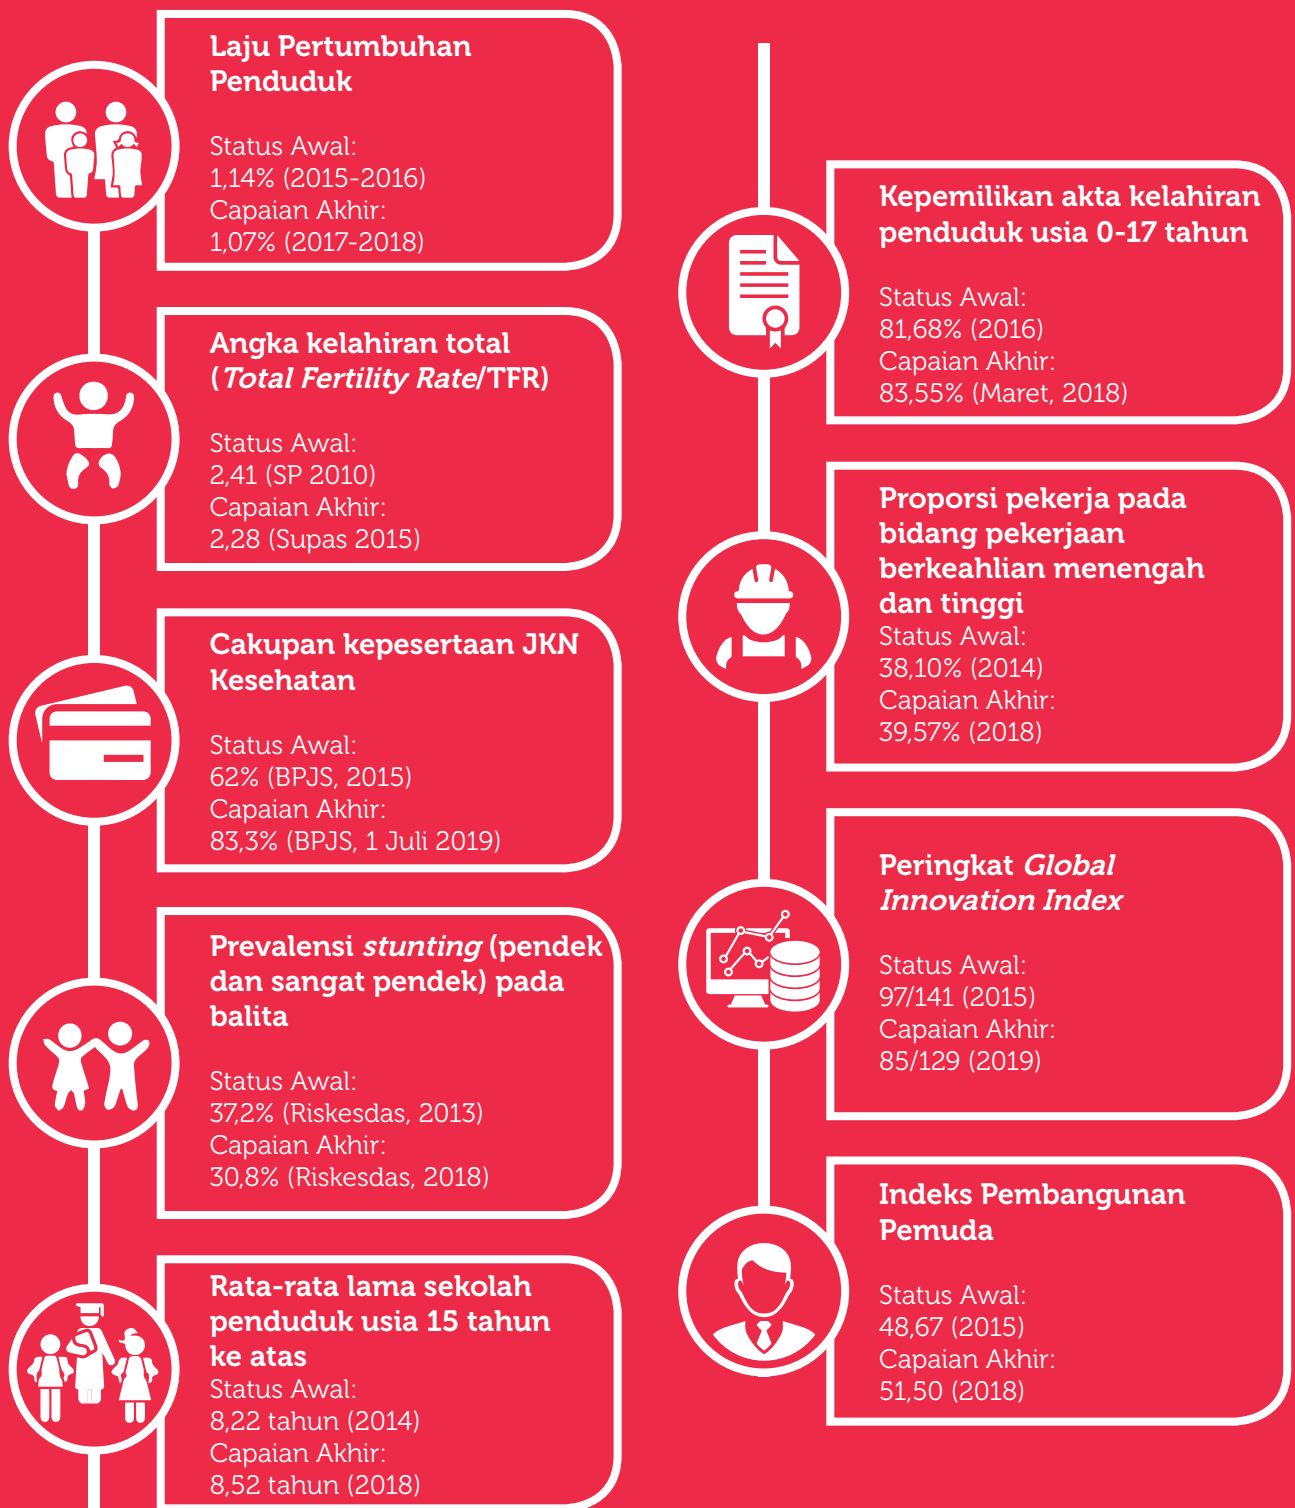 Laju Pertumbuhan
Penduduk
Status Awal:
1,14% (2015-2016)
Capaian Akhir:
1,07% (2017-2018)
Angka kelahiran total
(Total Fertility Rate/TFR)
Status Awal:
2,41 (SP 2010)
Capaian Akhir:
2,28 (Supas 2015)
Cakupan kepesertaan JKN
Kesehatan
Status Awal:
62% (BPJS, 2015)
Capaian Akhir:
83,3% (BPJS, 1 Juli 2019)
Prevalensi stunting (pendek
dan sangat pendek) pada
balita
Status Awal:
37,2% (Riskesdas, 2013)
Capaian Akhir:
30,8% (Riskesdas, 2018)
Rata-rata lama sekolah
penduduk usia 15 tahun
ke atas
Status Awal:
8,22 tahun (2014)
Capaian Akhir:
8,52 tahun (2018)
Kepemilikan akta kelahiran
penduduk usia 0-17 tahun
Status Awal:
81,68% (2016)
Capaian Akhir:
83,55% (Maret, 2018)
Proporsi pekerja pada
bidang pekerjaan
berkeahlian menengah
dan tinggi
Status Awal:
38,10% (2014)
Capaian Akhir:
39,57% (2018)
Peringkat Global
Innovation Index
Status Awal:
97/141 (2015)
Capaian Akhir:
85/129 (2019)
Indeks Pembangunan
Pemuda
Status Awal:
48,67 (2015)
Capaian Akhir:
51,50 (2018)